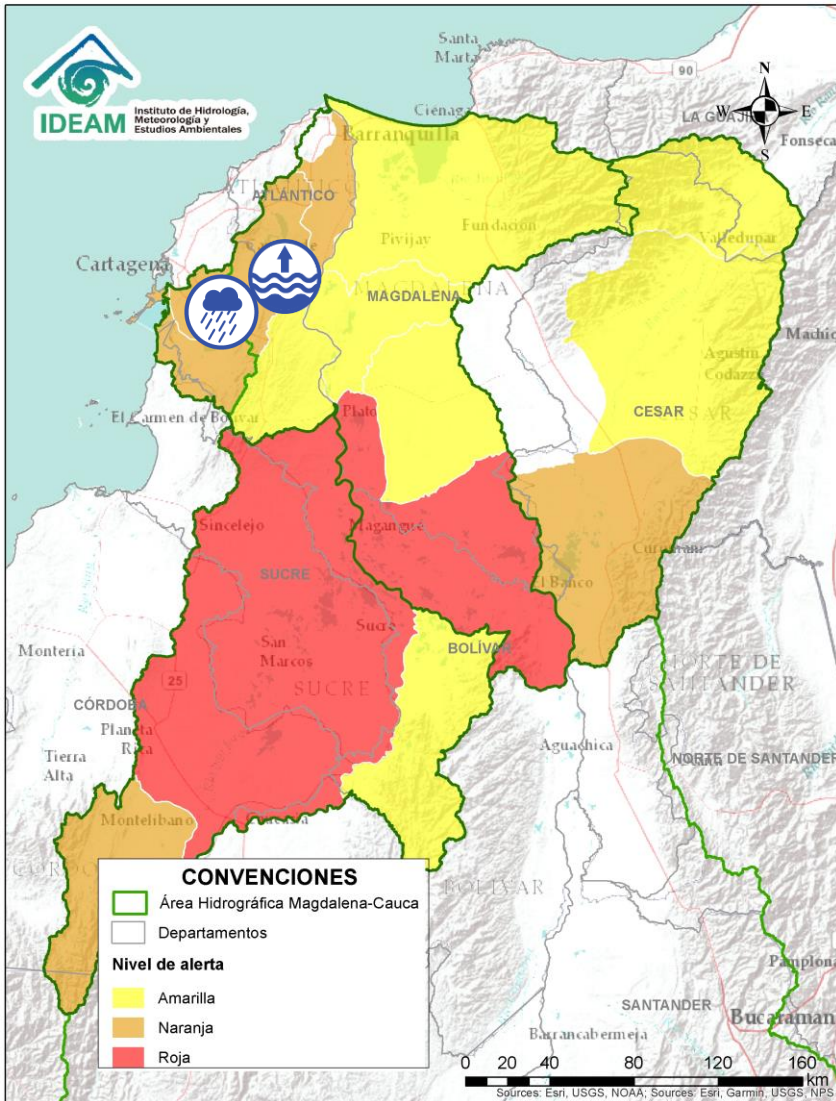 IDEAM
Instituto de Hidrología,
Meteorología y
Estudios Ambientales
Santa
Marta
90
N
W
E
S
Ciénaga
LA GUAJIR
Fonseca
Barranquilla
ATLÁNTICO
Fundación
Pivijay
Valledupar
Cartagena
MAGDALENA
Agustín
Codazzi
El Carmen de Bolívar
Plato
CESAR
Sincelejo
Magangué
SUCRE
El Banco
Sucre
San
Marcos
SUCRE
BOLÍVAR
Montería
25
NORTE DE
SANTANDER
CÓRDOBA
Planeta
Rica
Tierra
Alta
Aguachica
NORTE DE SANTANDER
Montelíbano
BOLÍVAR
CONVENCIONES
Área Hidrográfica Magdalena-Cauca
Departamentos
Nivel de alerta
Amarilla
Naranja
Roja
Pamplona
SANTANDER
Bucaraman
Barrancabermeja
0 20 40 80 120 160
km
Sources: Esri, USGS, NOAA; Sources: Esri, Garmin, USGS, NPS